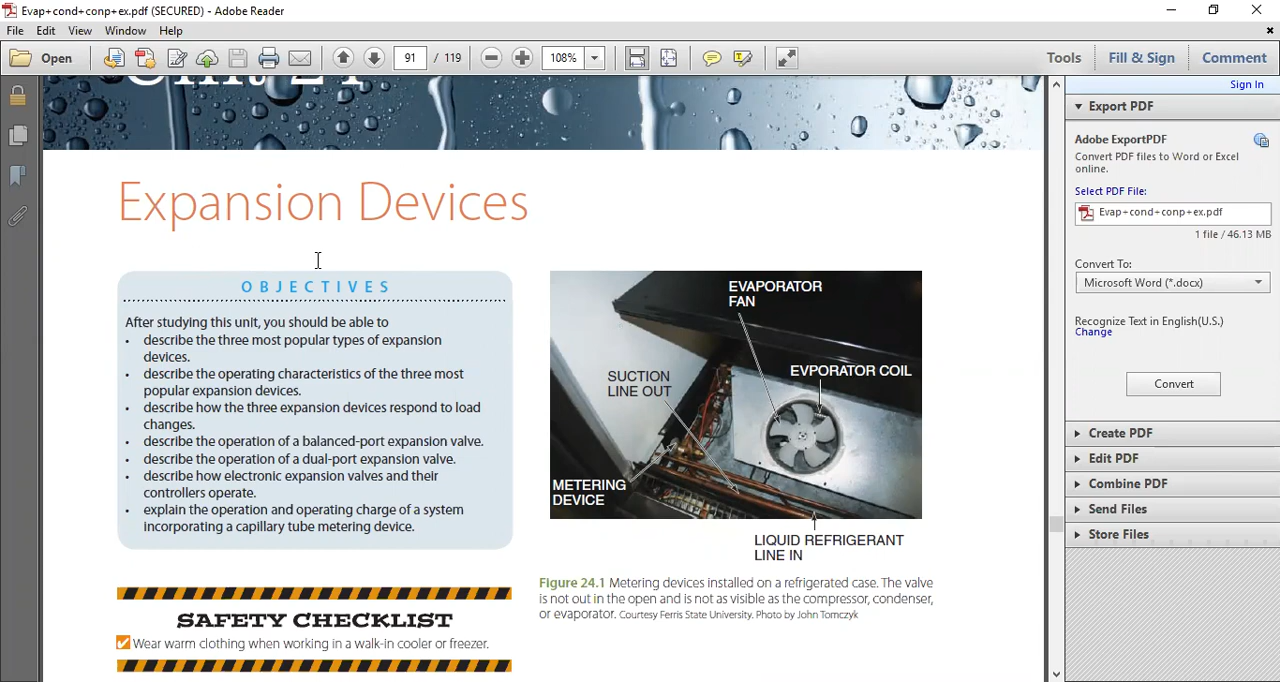 Evap+cond+conp+ex.pdf (SECURED) - Adobe Reader
File Edit View Window Help
Open 91 / 119 108% Tools Fill & Sign Comment
Sign In
Expansion Devices
OBJECTIVES
After studying this unit, you should be able to
• describe the three most popular types of expansion
devices.
• describe the operating characteristics of the three most
popular expansion devices.
• describe how the three expansion devices respond to load
changes.
• describe the operation of a balanced-port expansion valve.
• describe the operation of a dual-port expansion valve.
• describe how electronic expansion valves and their
controllers operate.
• explain the operation and operating charge of a system
incorporating a capillary tube metering device.
SAFETY CHECKLIST
Wear warm clothing when working in a walk-in cooler or freezer.
EVAPORATOR
FAN
EVPORATOR COIL
SUCTION
LINE OUT
METERING
DEVICE
LIQUID REFRIGERANT
LINE IN
Figure 24.1 Metering devices installed on a refrigerated case. The valve
is not out in the open and is not as visible as the compressor, condenser,
or evaporator. Courtesy Ferris State University. Photo by John Tomczyk
Export PDF
Adobe ExportPDF
Convert PDF files to Word or Excel
online.
Select PDF File:
Evap+cond+conp+ex.pdf
1 file / 46.13 MB
Convert To:
Microsoft Word (*.docx)
Recognize Text in English(U.S.)
Change
Convert
Create PDF
Edit PDF
Combine PDF
Send Files
Store Files